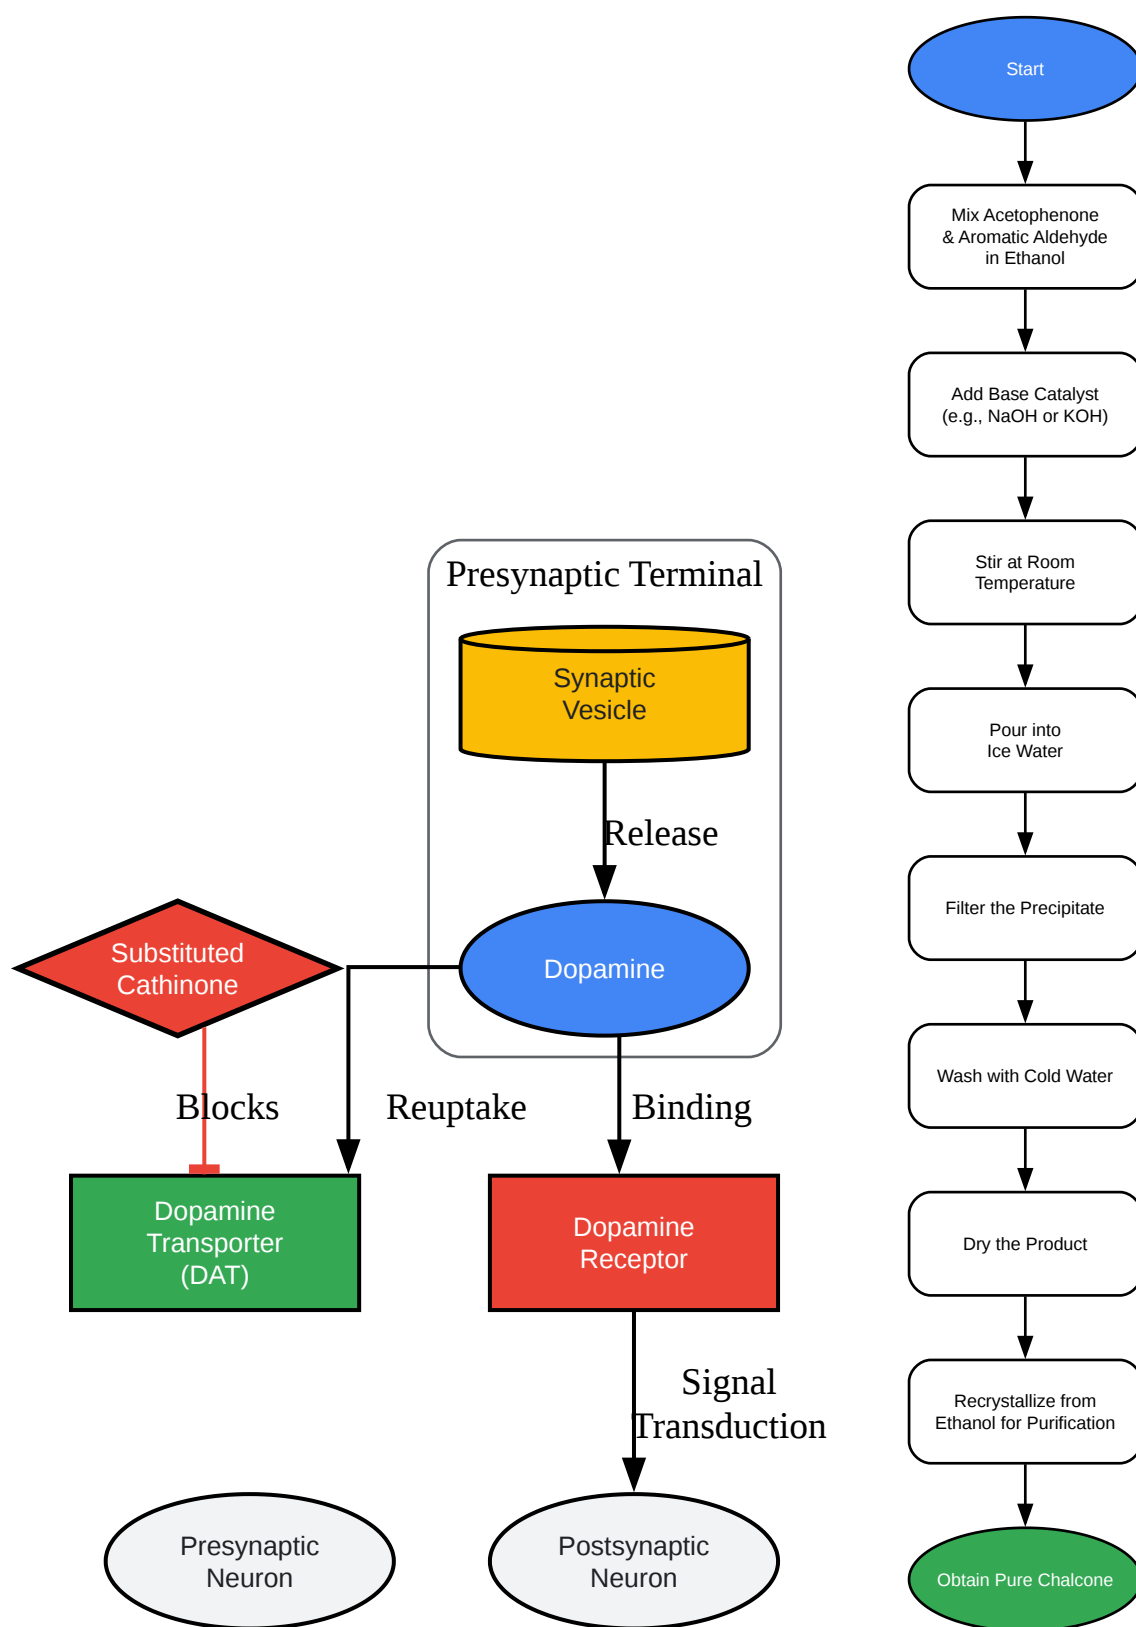 Presynaptic Terminal
Synaptic
Vesicle
Release
Substituted
Cathinone
Dopamine
Blocks
Reuptake
Binding
Dopamine
Transporter
(DAT)
Dopamine
Receptor
Signal
Transduction
Presynaptic
Neuron
Postsynaptic
Neuron
Start
Mix Acetophenone
& Aromatic Aldehyde
in Ethanol
Add Base Catalyst
(e.g., NaOH or KOH)
Stir at Room
Temperature
Pour into
Ice Water
Filter the Precipitate
Wash with Cold Water
Dry the Product
Recrystallize from
Ethanol for Purification
Obtain Pure Chalcone